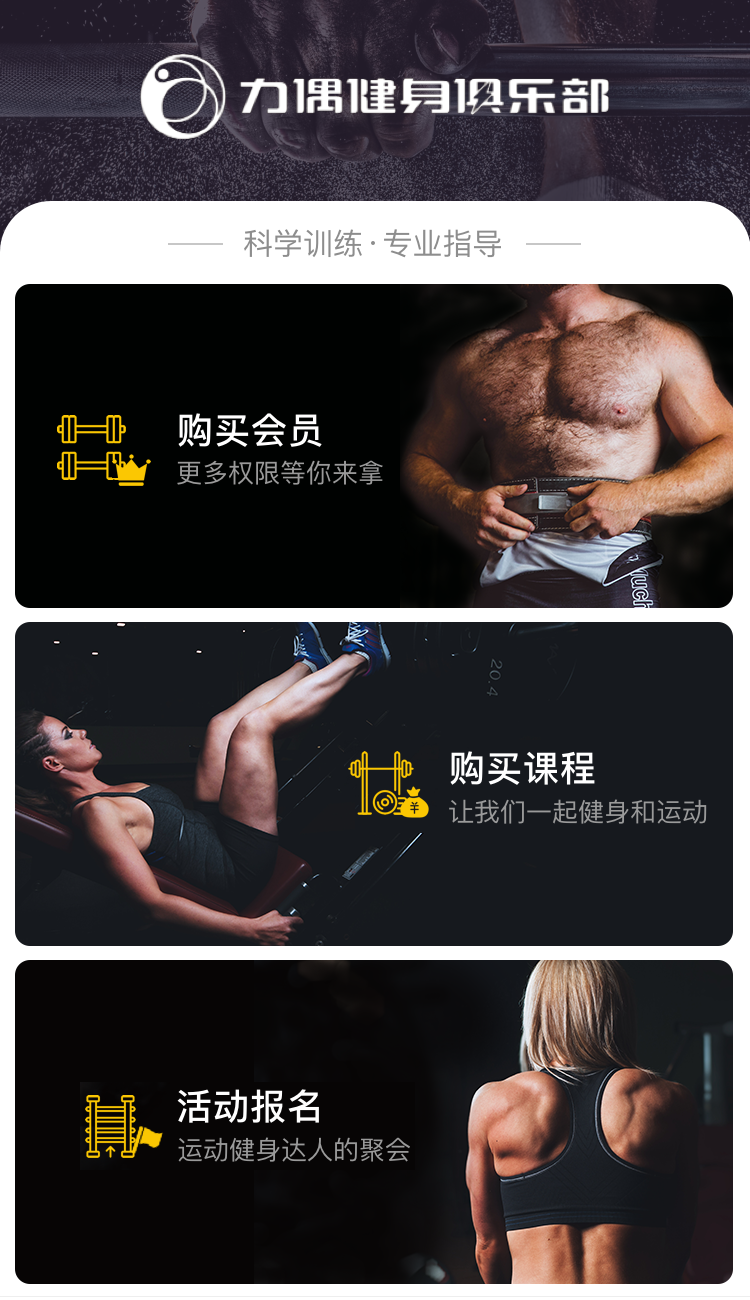 力偶健身俱乐部
科学训练·专业指导
购买会员
更多权限等你来拿
购买课程
让我们一起健身和运动
20.4
活动报名
运动健身达人的聚会